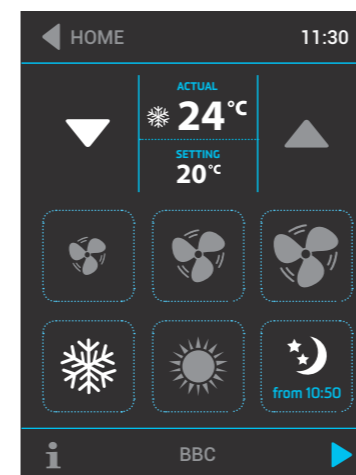 HOME 11:30
ACTUAL
24°C
SETTING
20°C
from 10:50
i BBC